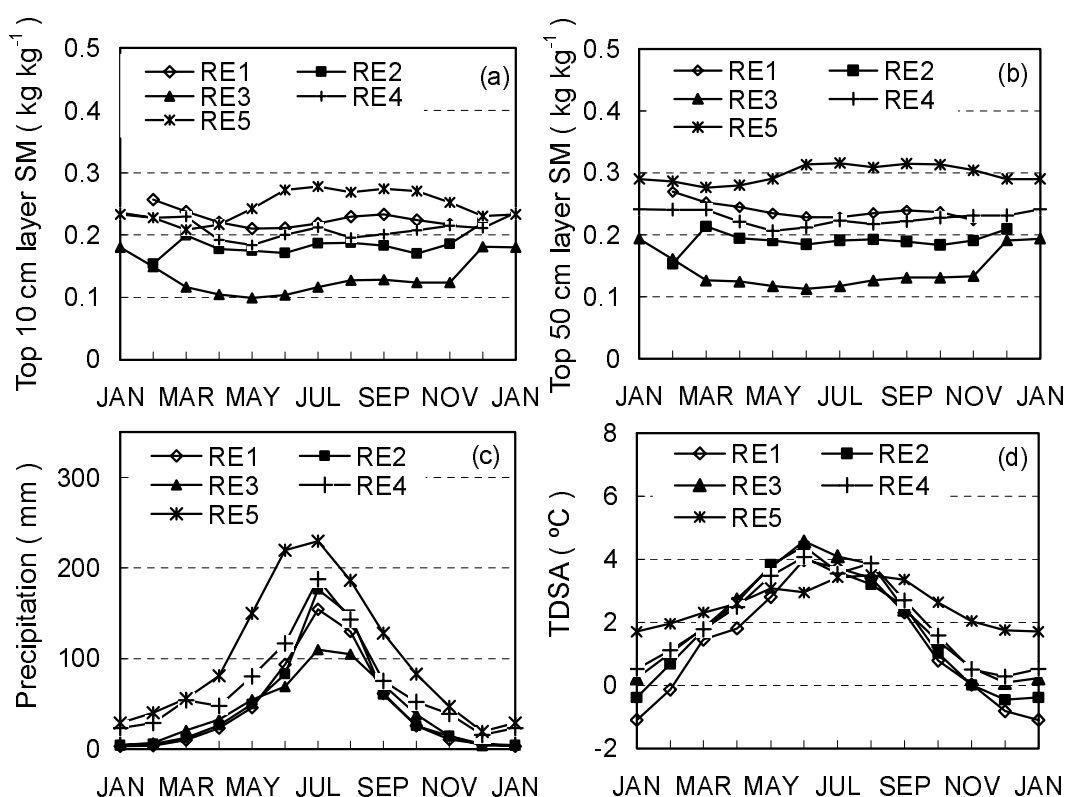 Top 10 cm layer SM ( kg kg-1 )
0.5
0.4
0.3
0.2
0.1
0
RE1
RE2
RE3
RE4
RE5
(a)
JAN MAR MAY JUL SEP NOV JAN
Top 50 cm layer SM ( kg kg-1 )
0.5
0.4
0.3
0.2
0.1
0
RE1
RE2
RE3
RE4
RE5
(b)
JAN MAR MAY JUL SEP NOV JAN
Precipitation ( mm )
300
200
100
0
RE1
RE2
RE3
RE4
RE5
(c)
JAN MAR MAY JUL SEP NOV JAN
TDSA ( ºC )
8
6
4
2
0
-2
RE1
RE2
RE3
RE4
RE5
(d)
JAN MAR MAY JUL SEP NOV JAN